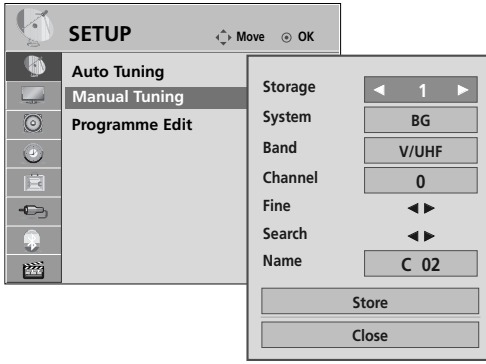 SETUP Move OK
Auto Tuning
Manual Tuning
Programme Edit
Storage ◄ 1 ►
System BG
Band V/UHF
Channel 0
Fine ◄ ►
Search ◄ ►
Name C 02
Store
Close